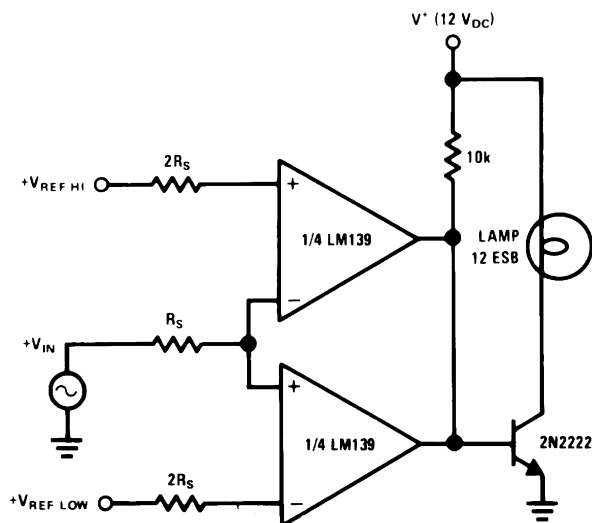 V+ (12 VDC)
2RS
+VREF HI
+
10k
1/4 LM139
LAMP
12 ESB
−
RS
+VIN
+
1/4 LM139
2N2222
2RS
+VREF LOW
−